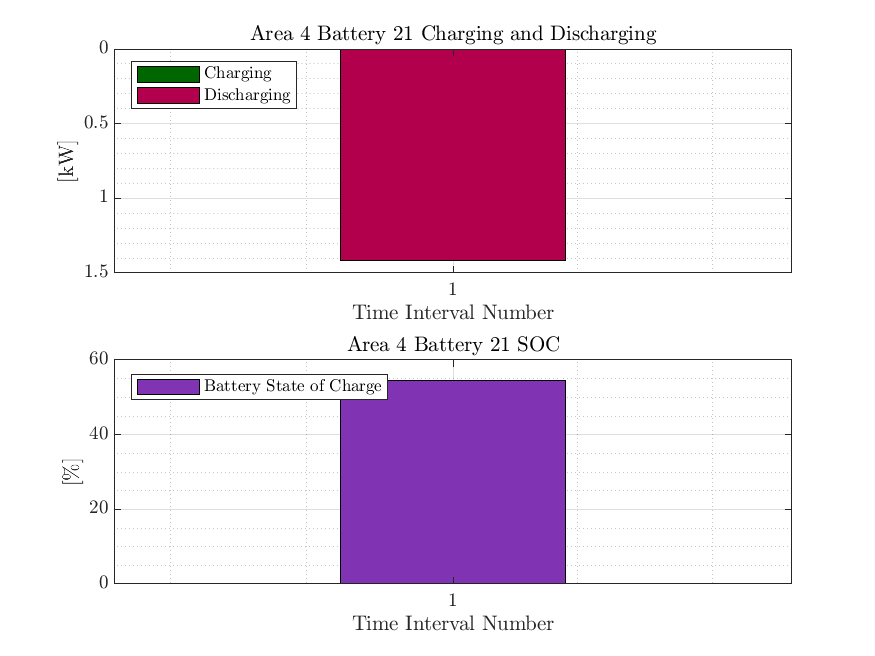 Area 4 Battery 21 Charging and Discharging
0
Charging
Discharging
0.5
[kW]
1
1.5
1
Time Interval Number
Area 4 Battery 21 SOC
60
Battery State of Charge
40
[%]
20
0
1
Time Interval Number